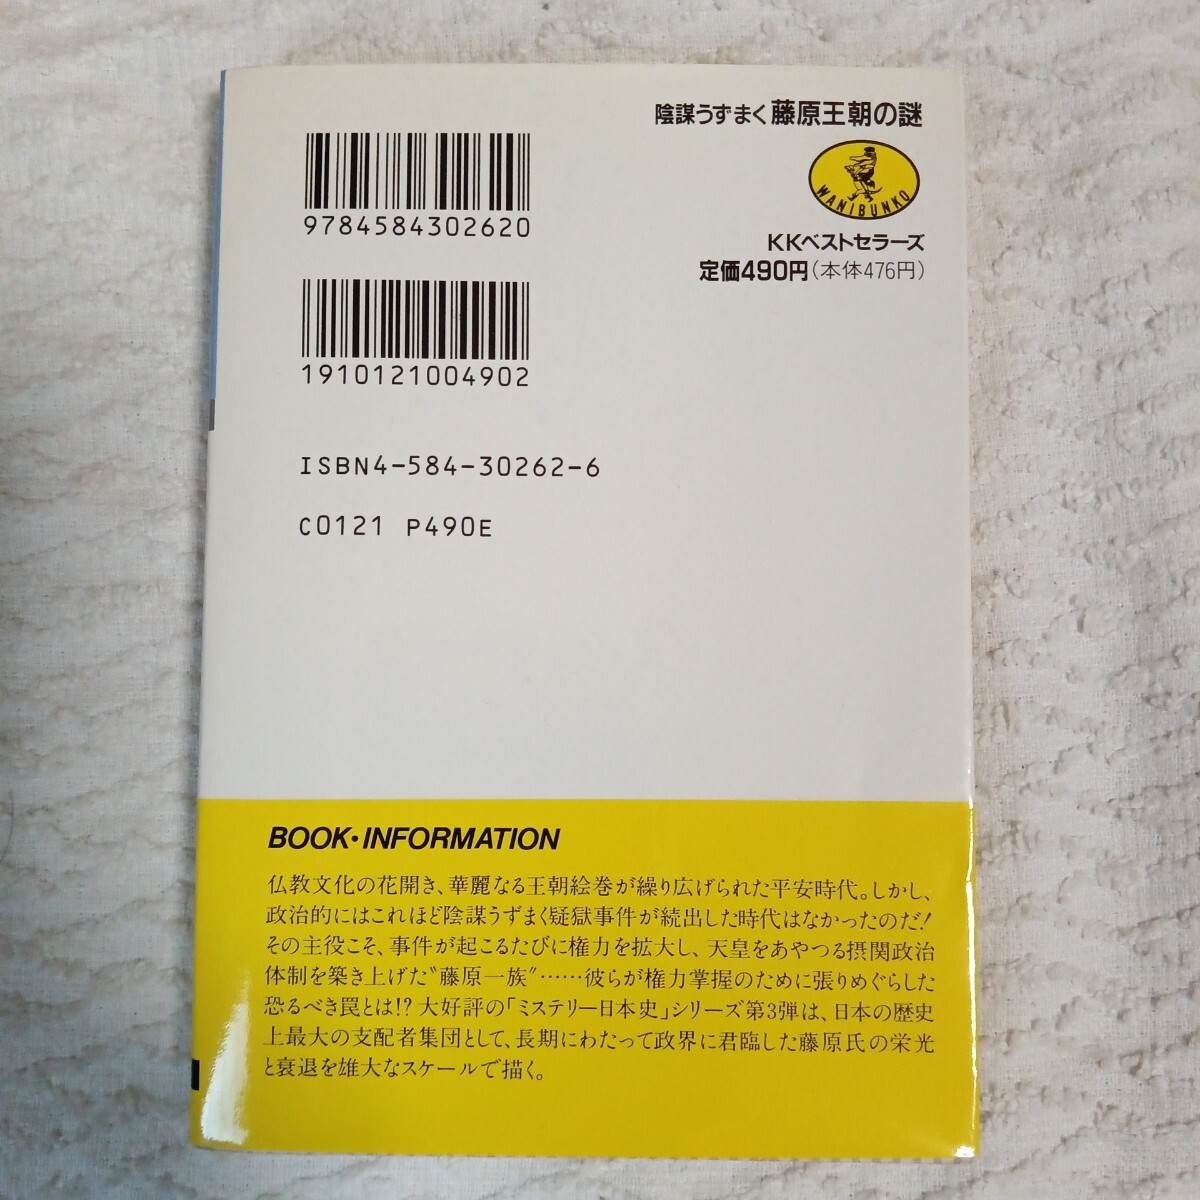 陰謀うずまく藤原王朝の謎
WANIBUNKO
KKベストセラーズ
定価490円(本体476円)
9784584302620
1910121004902
ISBN4-584-30262-6
C0121 P490E
BOOK・INFORMATION
仏教文化の花開き、華麗なる王朝絵巻が繰り広げられた平安時代。しかし、
政治的にはこれほど陰謀うずまく疑獄事件が続出した時代はなかったのだ!
その主役こそ、事件が起こるたびに権力を拡大し、天皇をあやつる摂関政治
体制を築き上げた“藤原一族”……彼らが権力掌握のために張りめぐらした
恐るべき罠とは!? 大好評の「ミステリー日本史」シリーズ第3弾は、日本の歴史
上最大の支配者集団として、長期にわたって政界に君臨した藤原氏の栄光
と衰退を雄大なスケールで描く。